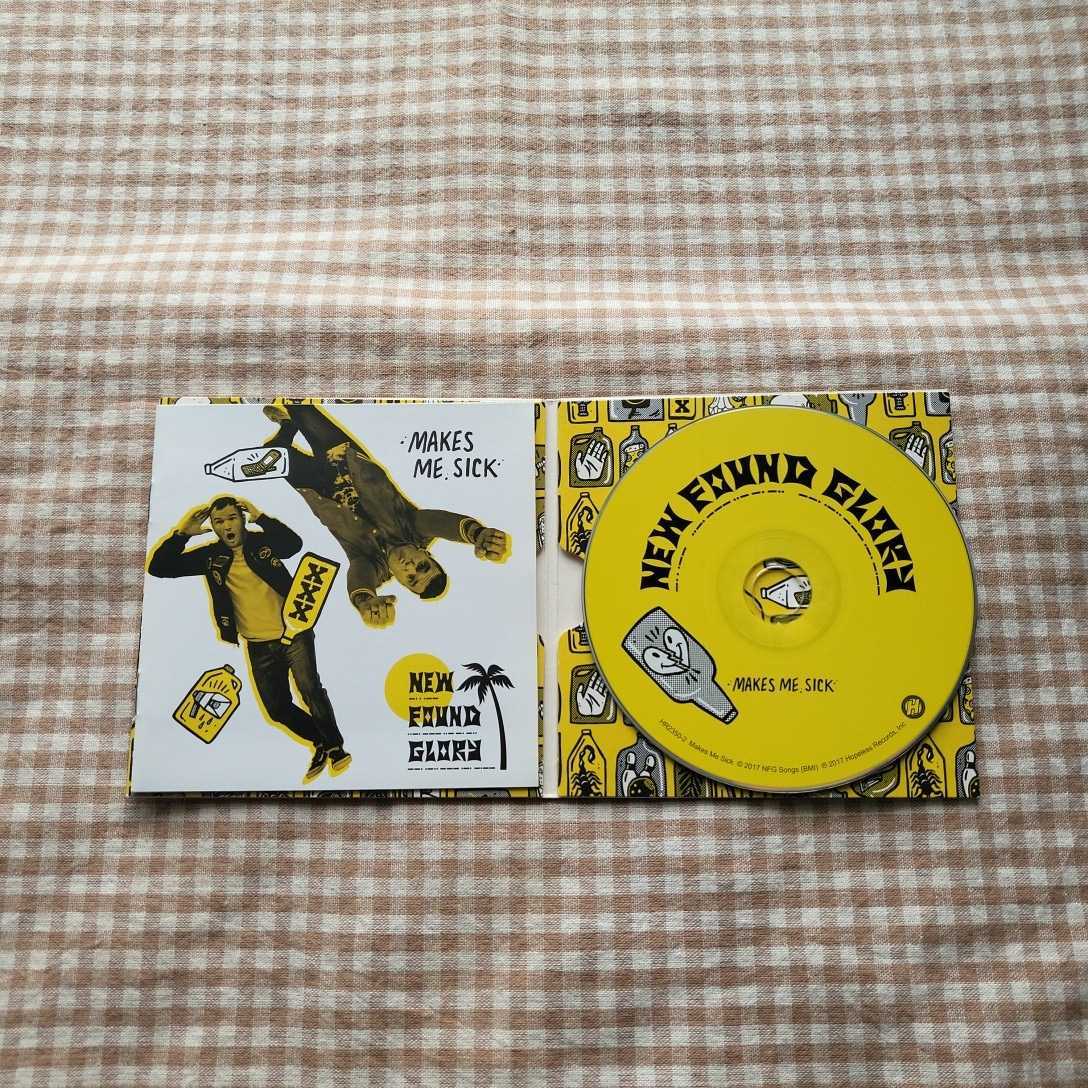 MAKES
ME SICK
XXX
NEW
FOUND
GLORY
X
NEW FOUND GLORY
MAKES ME SICK
HR2350-2 Makes Me Sick © 2017 NFG Songs (BMI) ℗ 2017 Hopeless Records, Inc